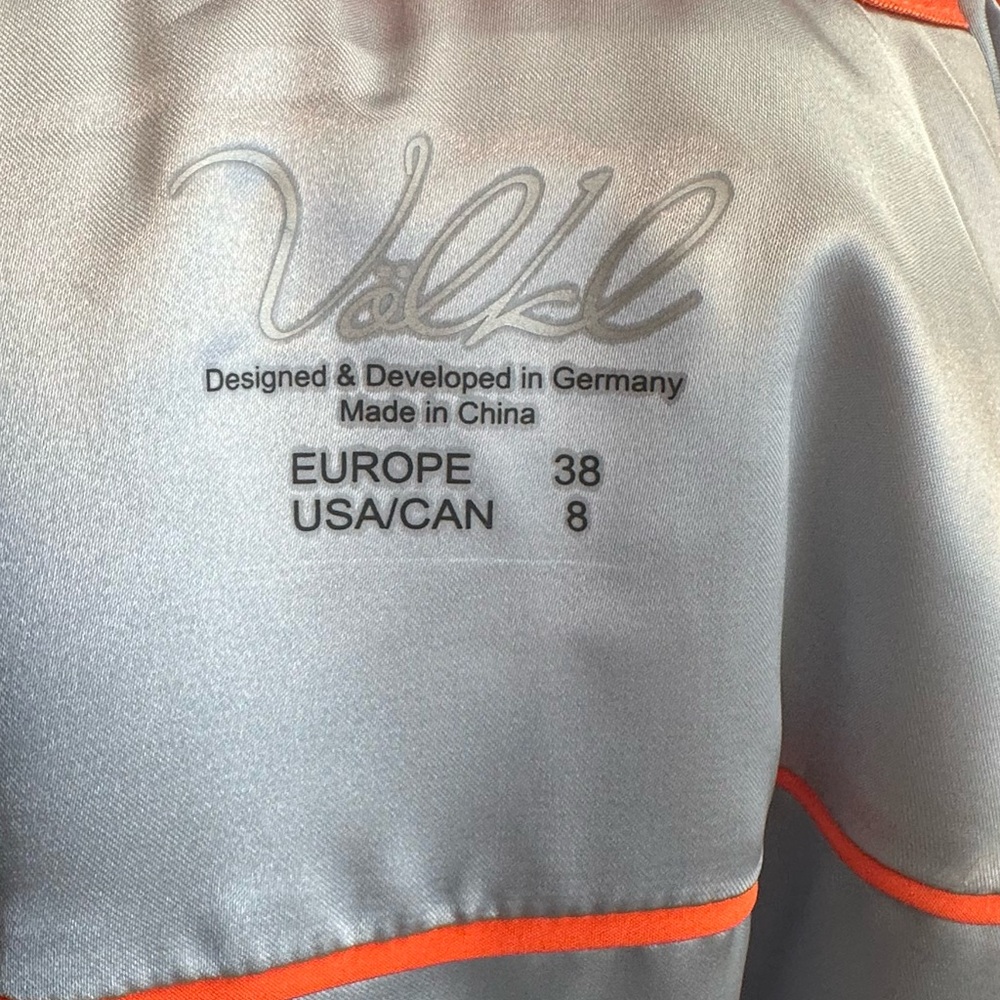 Völkl
Designed & Developed in Germany
Made in China
EUROPE 38
USA/CAN 8